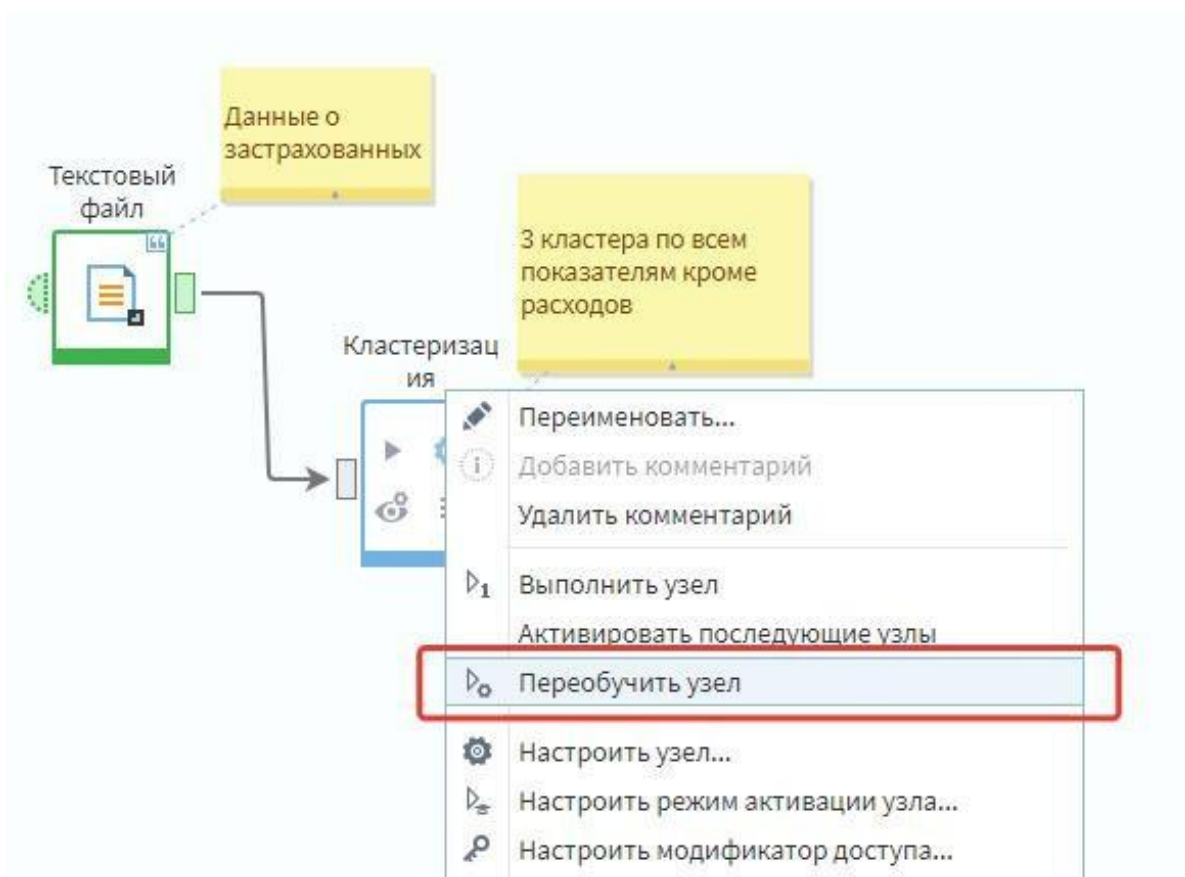 Данные о
застрахованных
Текстовый
файл
3 кластера по всем
показателям кроме
расходов
Кластеризац
ия
Переименовать...
Добавить комментарий
Удалить комментарий
1 Выполнить узел
Активировать последующие узлы
Переобучить узел
Настроить узел...
Настроить режим активации узла...
Настроить модификатор доступа...